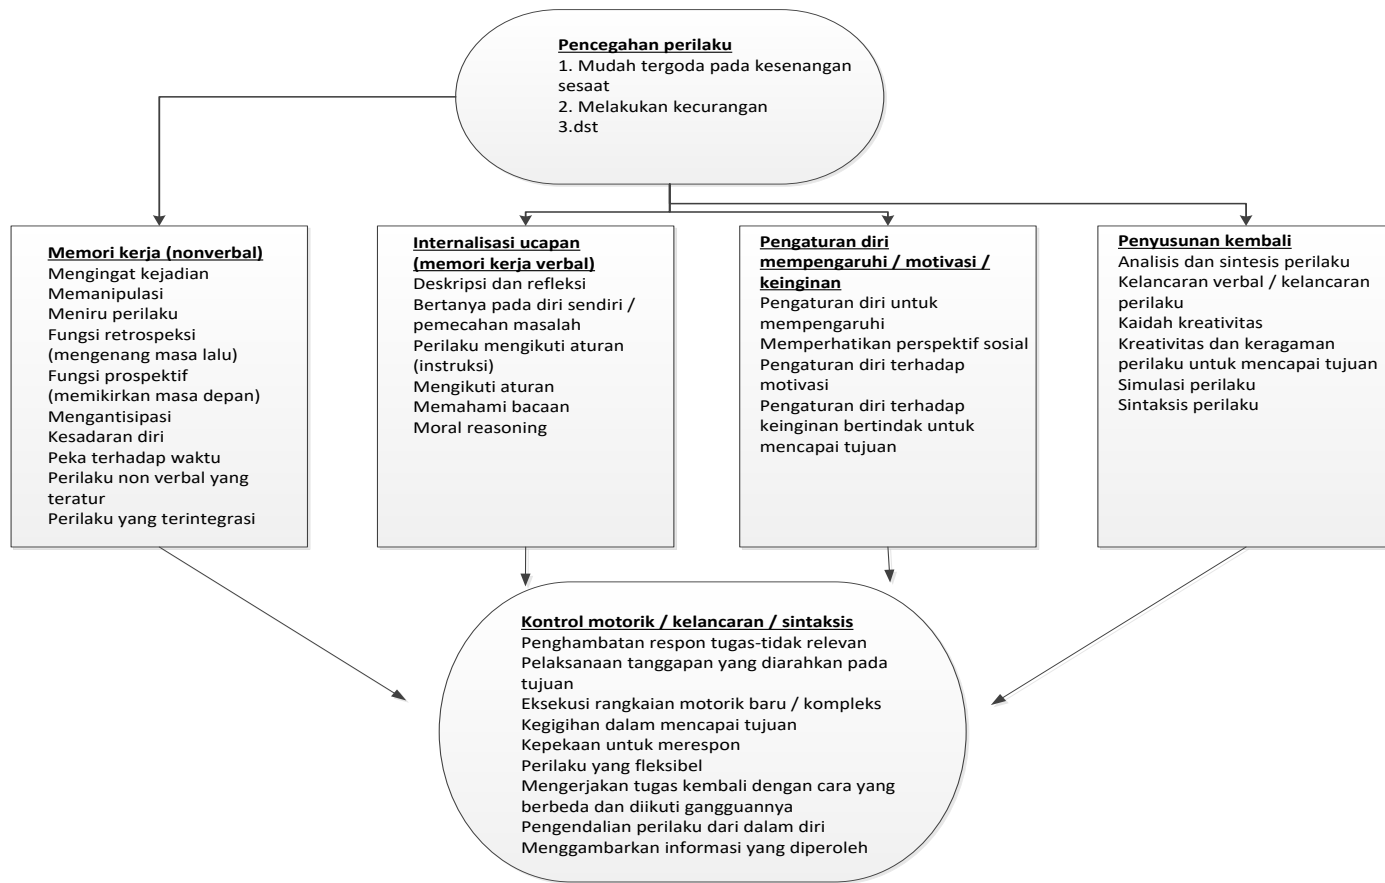 Pencegahan perilaku
1. Mudah tergoda pada kesenangan
sesaat
2. Melakukan kecurangan
3.dst
Memori kerja (nonverbal)
Mengingat kejadian
Memanipulasi
Meniru perilaku
Fungsi retrospeksi
(mengenang masa lalu)
Fungsi prospektif
(memikirkan masa depan)
Mengantisipasi
Kesadaran diri
Peka terhadap waktu
Perilaku non verbal yang
teratur
Perilaku yang terintegrasi
Internalisasi ucapan
(memori kerja verbal)
Deskripsi dan refleksi
Bertanya pada diri sendiri /
pemecahan masalah
Perilaku mengikuti aturan
(instruksi)
Mengikuti aturan
Memahami bacaan
Moral reasoning
Pengaturan diri
mempengaruhi / motivasi /
keinginan
Pengaturan diri untuk
mempengaruhi
Memperhatikan perspektif sosial
Pengaturan diri terhadap
motivasi
Pengaturan diri terhadap
keinginan bertindak untuk
mencapai tujuan
Penyusunan kembali
Analisis dan sintesis perilaku
Kelancaran verbal / kelancaran
perilaku
Kaidah kreativitas
Kreativitas dan keragaman
perilaku untuk mencapai tujuan
Simulasi perilaku
Sintaksis perilaku
Kontrol motorik / kelancaran / sintaksis
Penghambatan respon tugas-tidak relevan
Pelaksanaan tanggapan yang diarahkan pada
tujuan
Eksekusi rangkaian motorik baru / kompleks
Kegigihan dalam mencapai tujuan
Kepekaan untuk merespon
Perilaku yang fleksibel
Mengerjakan tugas kembali dengan cara yang
berbeda dan diikuti gangguannya
Pengendalian perilaku dari dalam diri
Menggambarkan informasi yang diperoleh